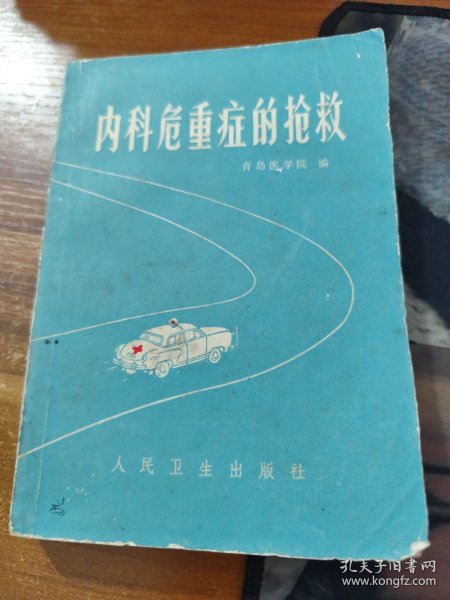 内科危重症的抢救
青岛医学院 编
人民卫生出版社
孔夫子旧书网
www.kongfz.com